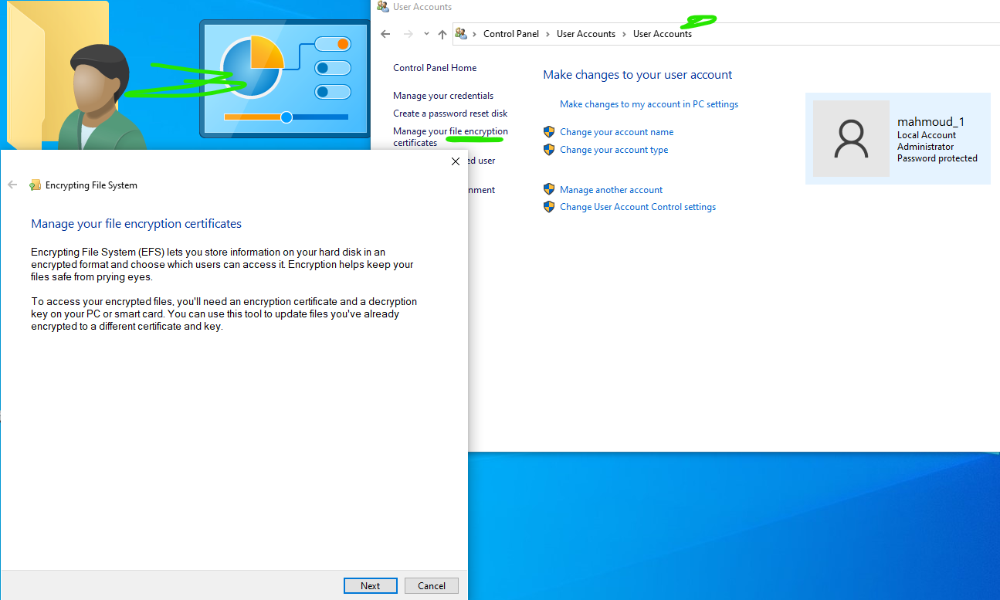 User Accounts
Control Panel > User Accounts > User Accounts
Control Panel Home
Manage your credentials
Create a password reset disk
Manage your file encryption
certificates
ed user
nment
Make changes to your user account
Make changes to my account in PC settings
Change your account name
Change your account type
Manage another account
Change User Account Control settings
mahmoud_1
Local Account
Administrator
Password protected
Encrypting File System
Manage your file encryption certificates
Encrypting File System (EFS) lets you store information on your hard disk in an
encrypted format and choose which users can access it. Encryption helps keep your
files safe from prying eyes.
To access your encrypted files, you'll need an encryption certificate and a decryption
key on your PC or smart card. You can use this tool to update files you've already
encrypted to a different certificate and key.
Next
Cancel